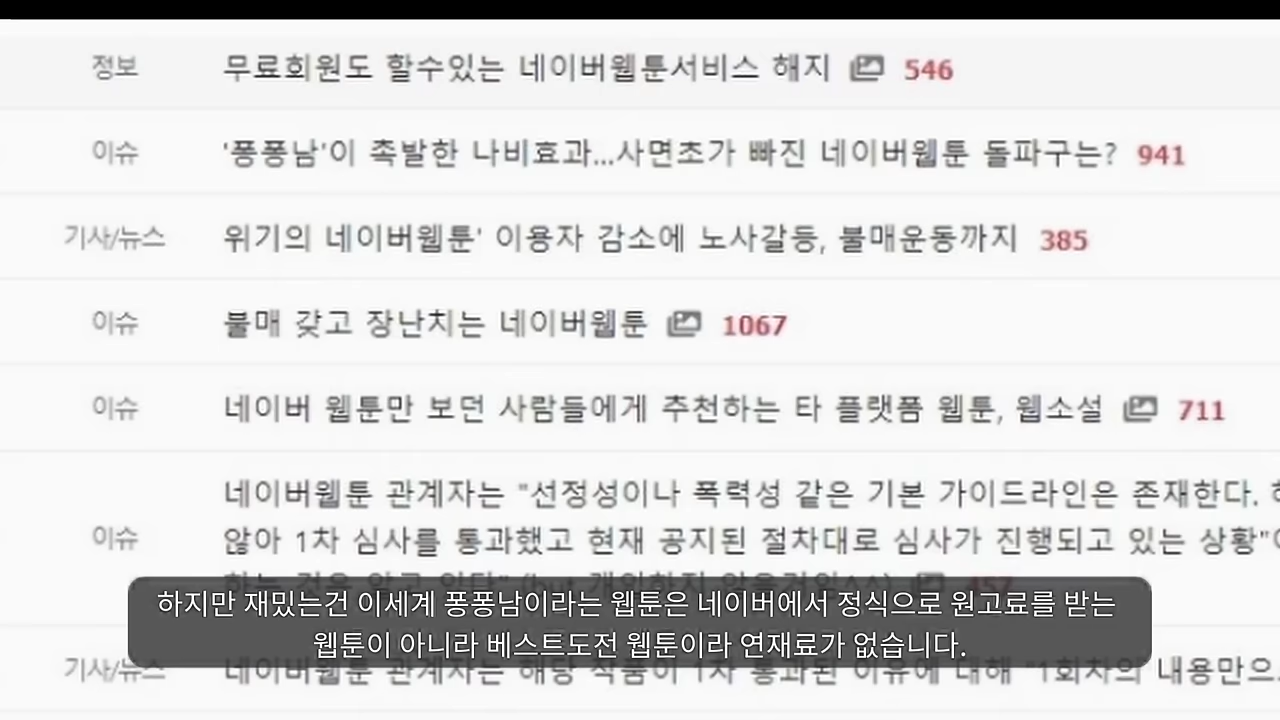 정보 무료회원도 할수있는 네이버웹툰서비스 해지 546
이슈 '퐁퐁남'이 촉발한 나비효과...사면초가 빠진 네이버웹툰 돌파구는? 941
기사/뉴스 위기의 네이버웹툰' 이용자 감소에 노사갈등, 불매운동까지 385
이슈 불매 갖고 장난치는 네이버웹툰 1067
이슈 네이버 웹툰만 보던 사람들에게 추천하는 타 플랫폼 웹툰, 웹소설 711
네이버웹툰 관계자는 "선정성이나 폭력성 같은 기본 가이드라인은 존재한다.
이슈 않아 1차 심사를 통과했고 현재 공지된 절차대로 심사가 진행되고 있는 상황"
하지만 재밌는건 이세계 퐁퐁남이라는 웹툰은 네이버에서 정식으로 원고료를 받는
웹툰이 아니라 베스트도전 웹툰이라 연재료가 없습니다.
기사/뉴스 네이버웹툰 관계자는 해당 작품이 1차 통과된 이유에 대해 "1회차의 내용만으